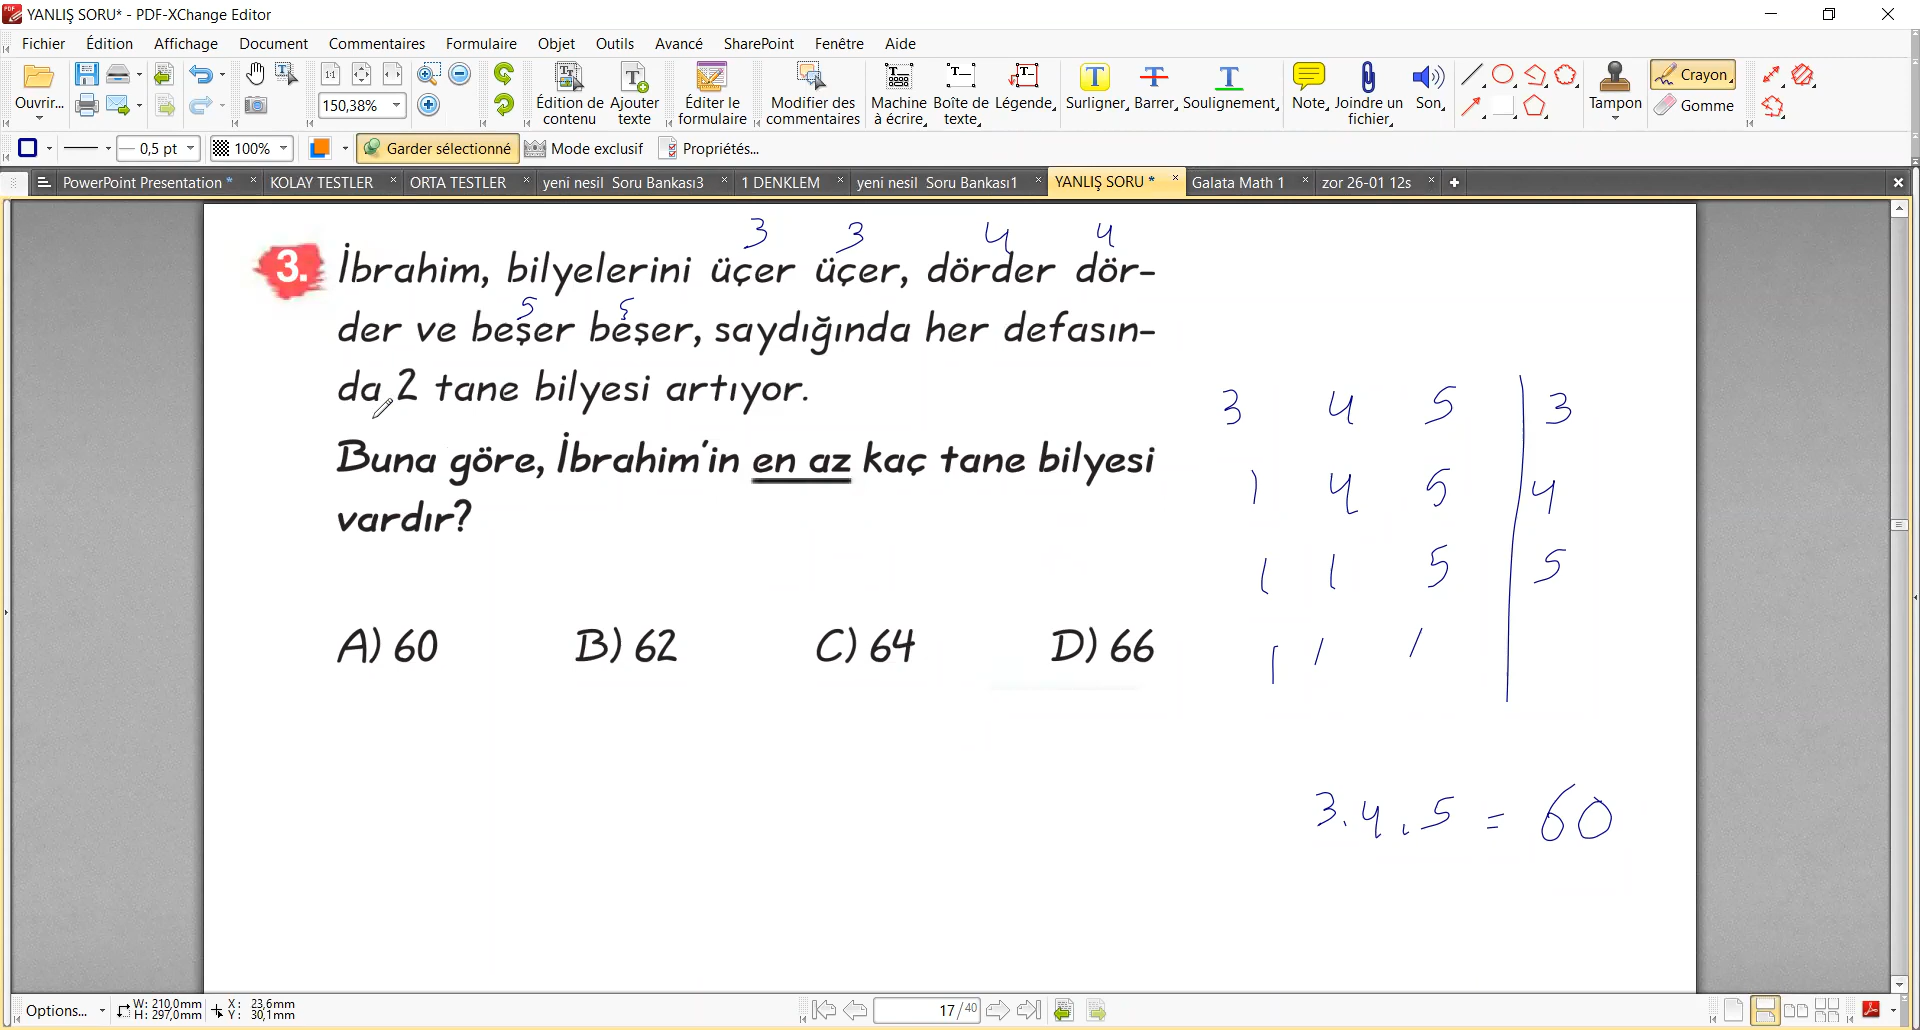 YANLIŞ SORU* - PDF-XChange Editor
Fichier Édition Affichage Document Commentaires Formulaire Objet Outils Avancé SharePoint Fenêtre Aide
Ouvrir... 150,38% Édition de contenu Ajouter texte Éditer le formulaire Modifier des commentaires Machine à écrire Boîte de texte Légende Surligner Barrer Soulignement Note Joindre un fichier Son Tampon Crayon Gomme
0,5 pt 100% Garder sélectionné Mode exclusif Propriétés...
PowerPoint Presentation * KOLAY TESTLER ORTA TESTLER yeni nesil Soru Bankası3 1 DENKLEM yeni nesil Soru Bankası1 YANLIŞ SORU * Galata Math 1 zor 26-01 12s
3 3 4 4
3. İbrahim, bilyelerini üçer üçer, dörder dör-
5 5
der ve beşer beşer, saydığında her defasın-
da 2 tane bilyesi artıyor.
Buna göre, İbrahim'in en az kaç tane bilyesi
vardır?
A) 60 B) 62 C) 64 D) 66
3 4 5 3
1 4 5 4
1 1 5 5
1 1 1
3.4.5 = 60
Options... W: 210,0mm H: 297,0mm X: 23,6mm Y: 30,1mm 17/40